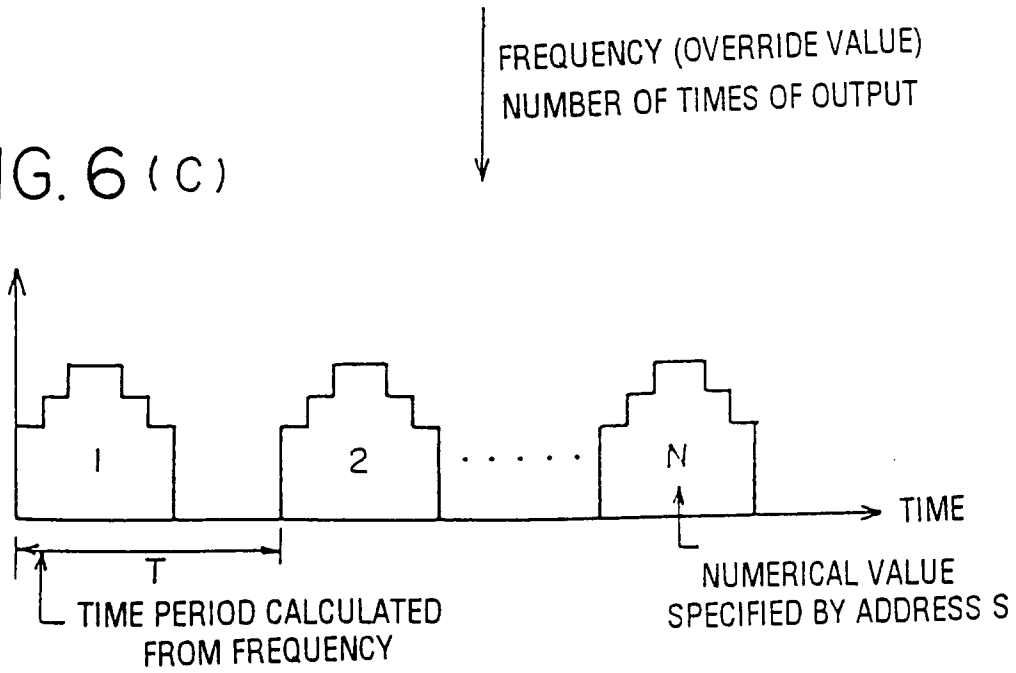 FREQUENCY (OVERRIDE VALUE)
NUMBER OF TIMES OF OUTPUT
IG. 6 (C)
1
2
.....
N
TIME
T
TIME PERIOD CALCULATED
FROM FREQUENCY
NUMERICAL VALUE
SPECIFIED BY ADDRESS S